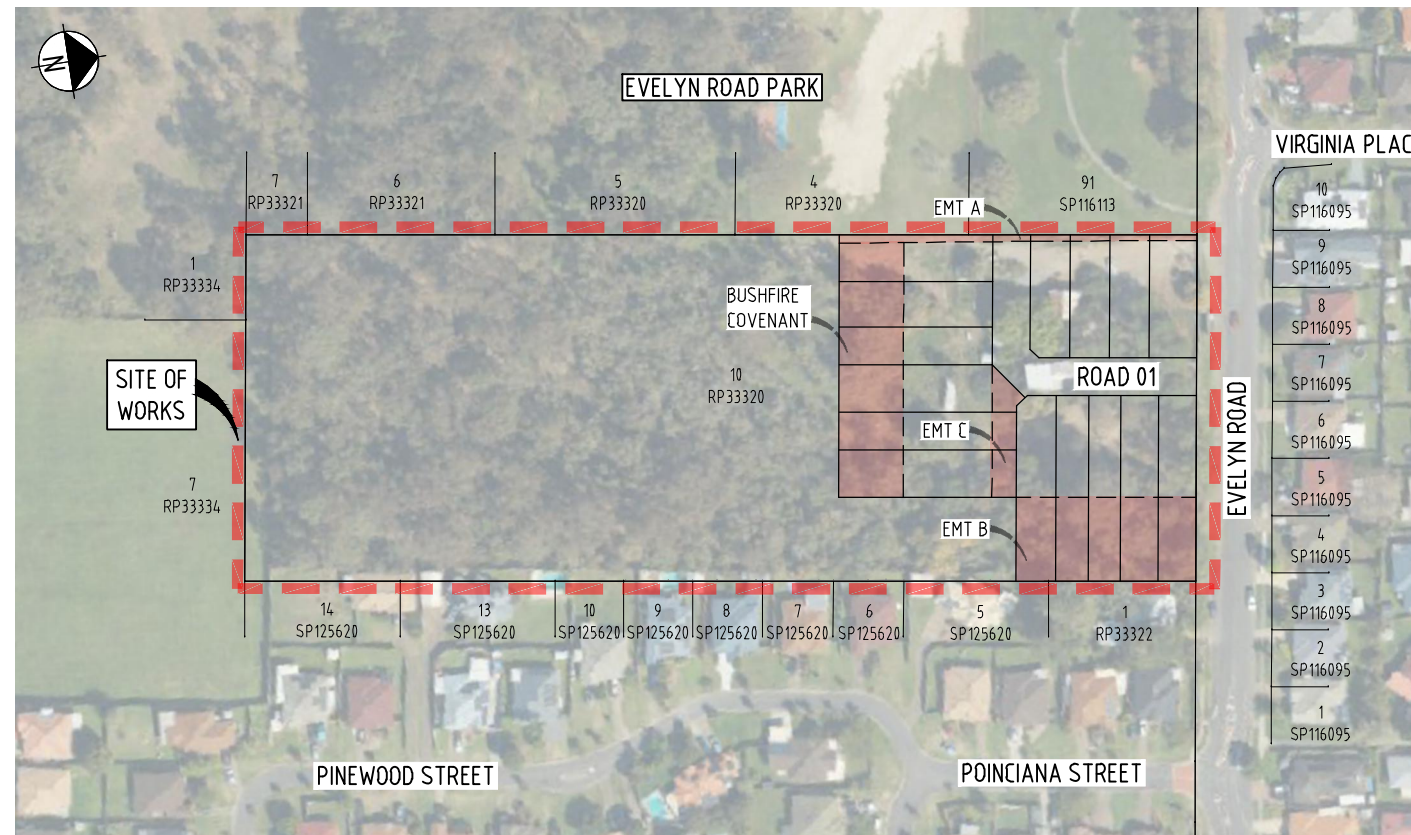 N
EVELYN ROAD PARK
VIRGINIA PLAC
7
RP33321
6
RP33321
5
RP33320
4
RP33320
91
SP116113
EMT A
10
SP116095
9
SP116095
8
SP116095
7
SP116095
6
SP116095
5
SP116095
4
SP116095
3
SP116095
2
SP116095
1
SP116095
1
RP33334
BUSHFIRE
COVENANT
SITE OF
WORKS
10
RP33320
ROAD 01
EVELYN ROAD
EMT C
7
RP33334
EMT B
14
SP125620
13
SP125620
10
SP125620
9
SP125620
8
SP125620
7
SP125620
6
SP125620
5
SP125620
1
RP33322
PINEWOOD STREET
POINCIANA STREET